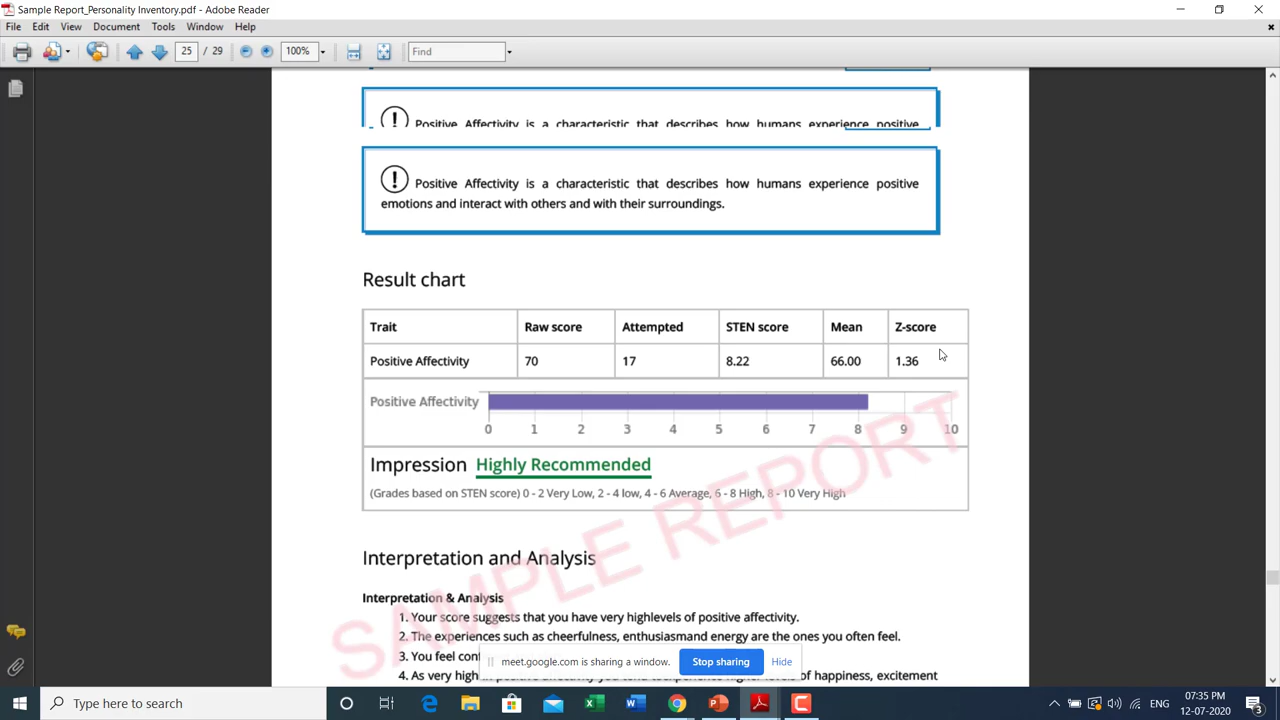 Sample Report_Personality Inventory.pdf - Adobe Reader
File Edit View Document Tools Window Help
25 / 29 100% Find
Positive Affectivity is a characteristic that describes how humans experience positive
! Positive Affectivity is a characteristic that describes how humans experience positive
emotions and interact with others and with their surroundings.
Result chart
Trait Raw score Attempted STEN score Mean Z-score
Positive Affectivity 70 17 8.22 66.00 1.36
Positive Affectivity
0 1 2 3 4 5 6 7 8 9 10
Impression Highly Recommended
(Grades based on STEN score) 0 - 2 Very Low, 2 - 4 low, 4 - 6 Average, 6 - 8 High, 8 - 10 Very High
SAMPLE REPORT
Interpretation and Analysis
Interpretation & Analysis
1. Your score suggests that you have very highlevels of positive affectivity.
2. The experiences such as cheerfulness, enthusiasmand energy are the ones you often feel.
3. You feel
4. As very high
levels of happiness, excitement
meet.google.com is sharing a window. Stop sharing Hide
Type here to search
ENG
07:35 PM
12-07-2020
3